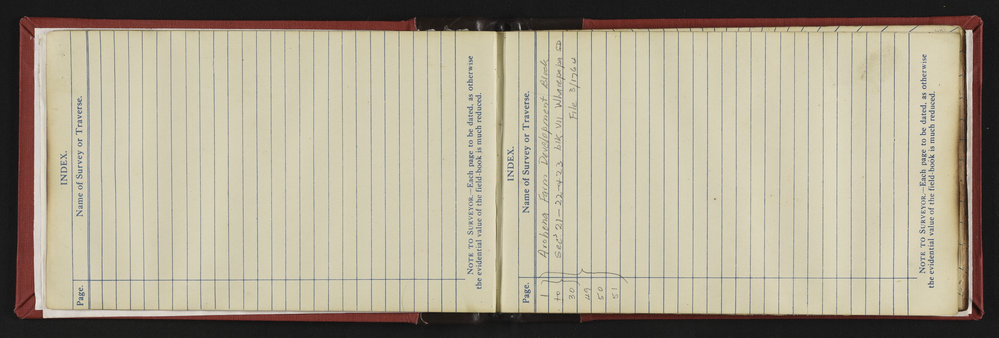 INDEX.
Page. Name of Survey or Traverse.
NOTE TO SURVEYOR.—Each page to be dated, as otherwise
the evidential value of the field-book is much reduced.
INDEX.
Page. Name of Survey or Traverse.
1 Arohena Farm Development Block
to Secs 21-22+23 blk VII Wharepapa SD
30 File 3/1760
49
50
51
NOTE TO SURVEYOR.—Each page to be dated, as otherwise
the evidential value of the field-book is much reduced.